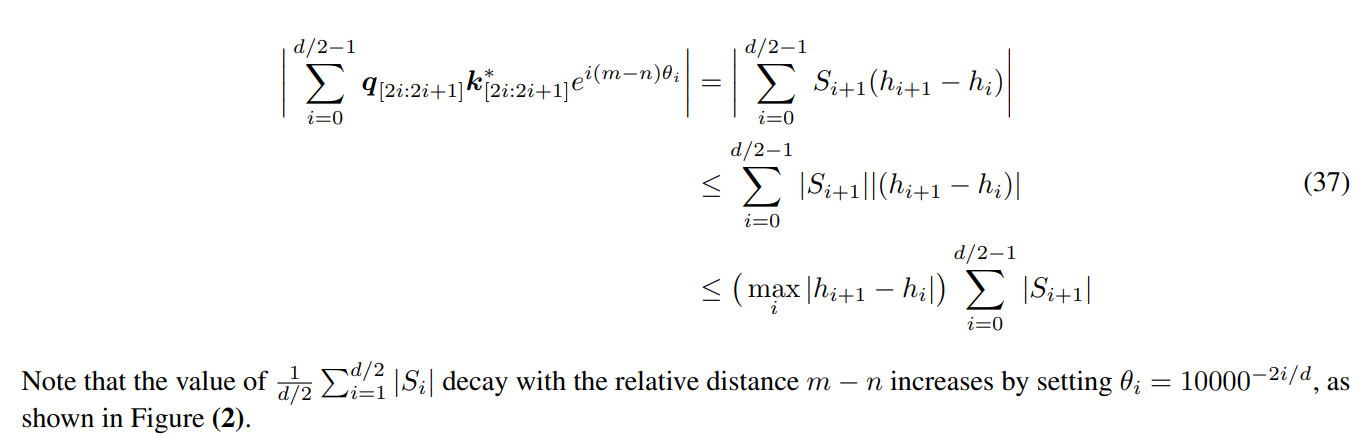 $$\left| \sum_{i=0}^{d/2-1} \boldsymbol{q}_{[2i:2i+1]} \boldsymbol{k}^*_{[2i:2i+1]} e^{i(m-n)\theta_i} \right| = \left| \sum_{i=0}^{d/2-1} S_{i+1}(h_{i+1} - h_i) \right|$$
$$\leq \sum_{i=0}^{d/2-1} |S_{i+1}||(h_{i+1} - h_i)| \quad (37)$$
$$\leq \left( \max_i |h_{i+1} - h_i| \right) \sum_{i=0}^{d/2-1} |S_{i+1}|$$
Note that the value of $\frac{1}{d/2} \sum_{i=1}^{d/2} |S_i|$ decay with the relative distance $m - n$ increases by setting $\theta_i = 10000^{-2i/d}$, as
shown in Figure (2).